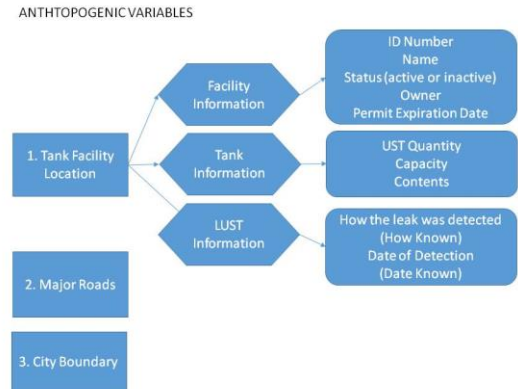 ANTHTOPOGENIC VARIABLES
1. Tank Facility
Location
Facility
Information
ID Number
Name
Status (active or inactive)
Owner
Permit Expiration Date
Tank
Information
UST Quantity
Capacity
Contents
LUST
Information
How the leak was detected
(How Known)
Date of Detection
(Date Known)
2. Major Roads
3. City Boundary